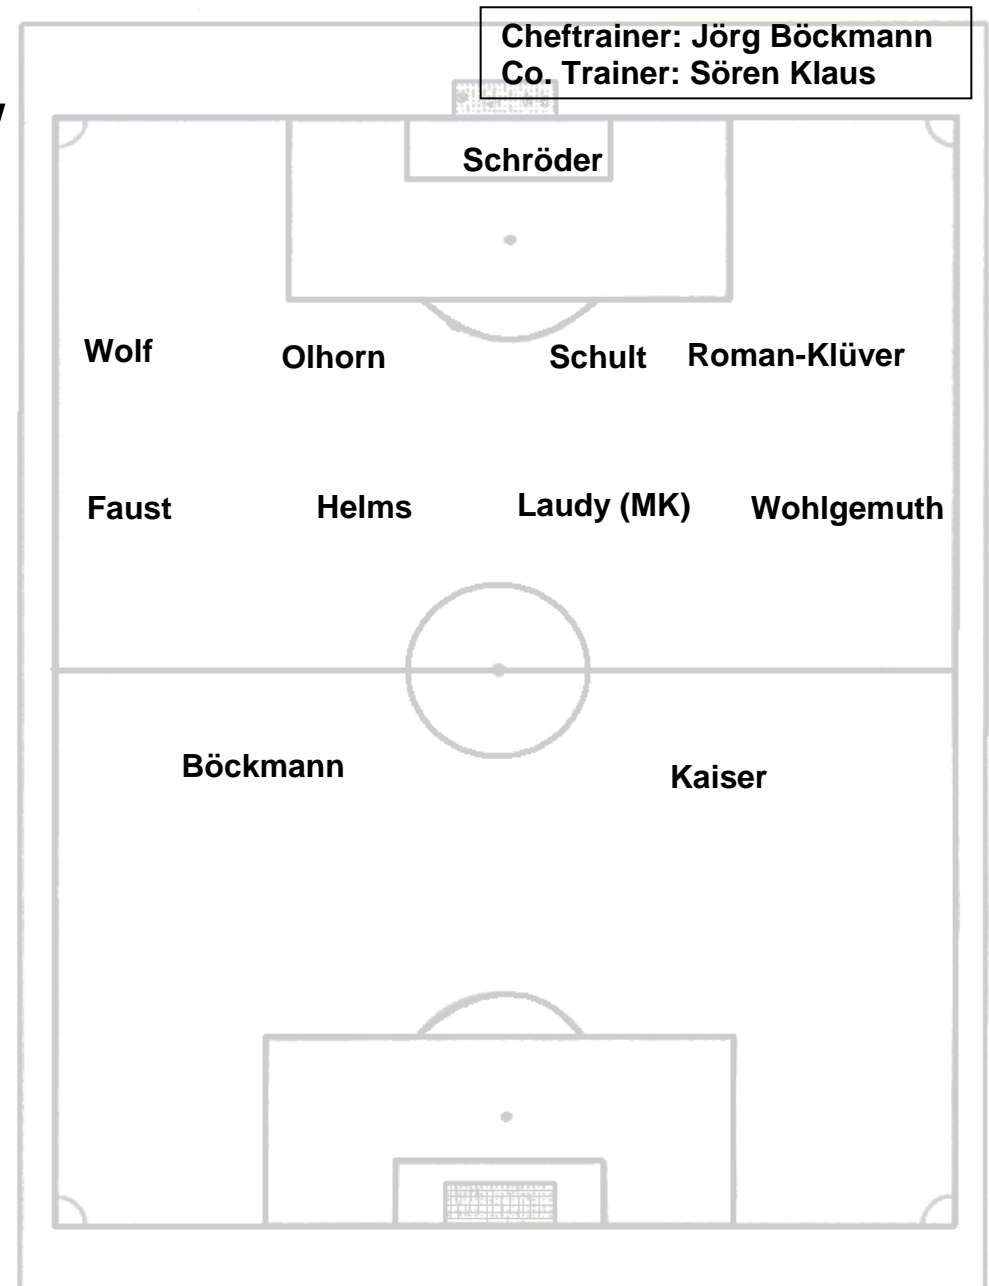 Cheftrainer: Jörg Böckmann
Co. Trainer: Sören Klaus
Schröder
Wolf Olhorn Schult Roman-Klüver
Faust Helms Laudy (MK) Wohlgemuth
Böckmann Kaiser